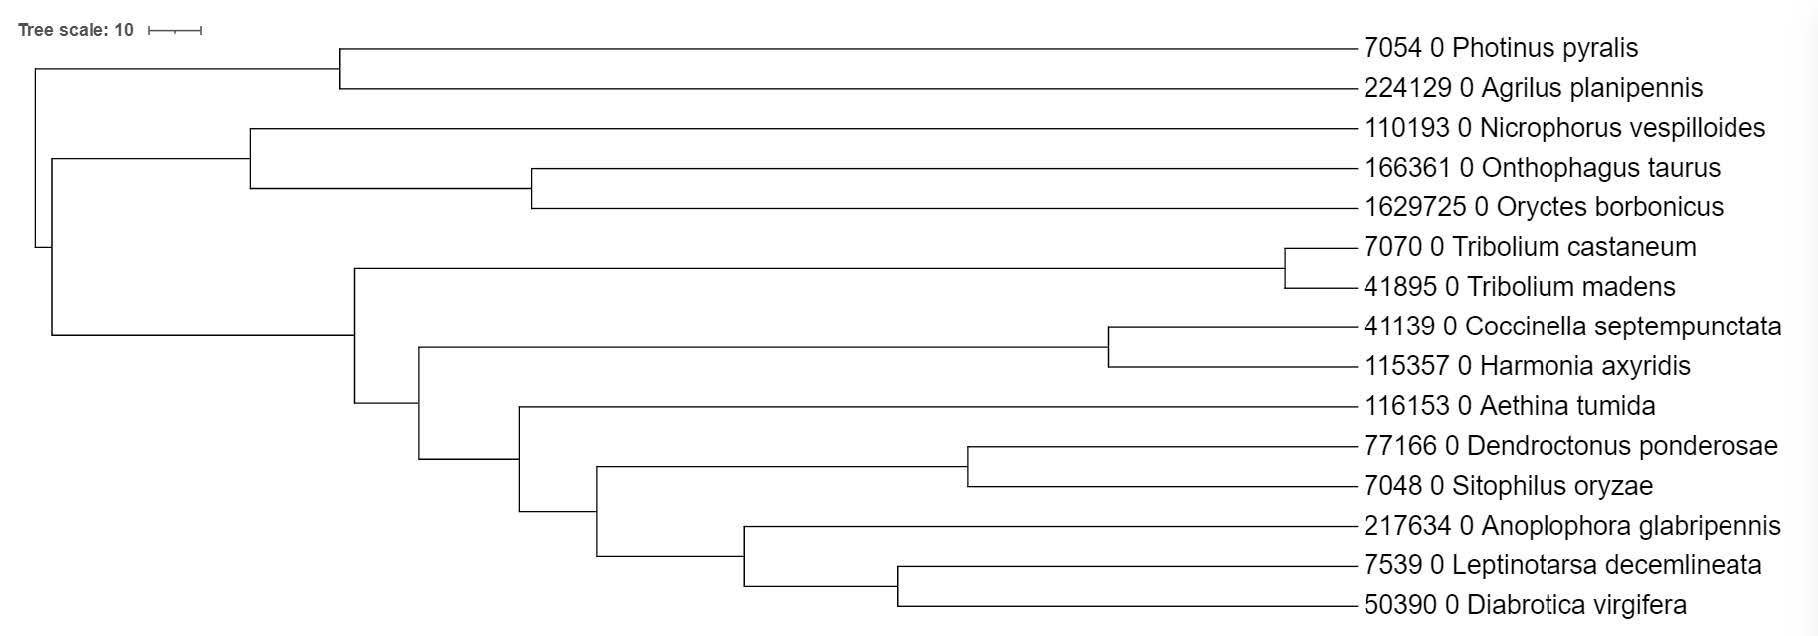 Tree scale: 10
7054 0 Photinus pyralis
224129 0 Agrilus planipennis
110193 0 Nicrophorus vespilloides
166361 0 Onthophagus taurus
1629725 0 Oryctes borbonicus
7070 0 Tribolium castaneum
41895 0 Tribolium madens
41139 0 Coccinella septempunctata
115357 0 Harmonia axyridis
116153 0 Aethina tumida
77166 0 Dendroctonus ponderosae
7048 0 Sitophilus oryzae
217634 0 Anoplophora glabripennis
7539 0 Leptinotarsa decemlineata
50390 0 Diabrotica virgifera